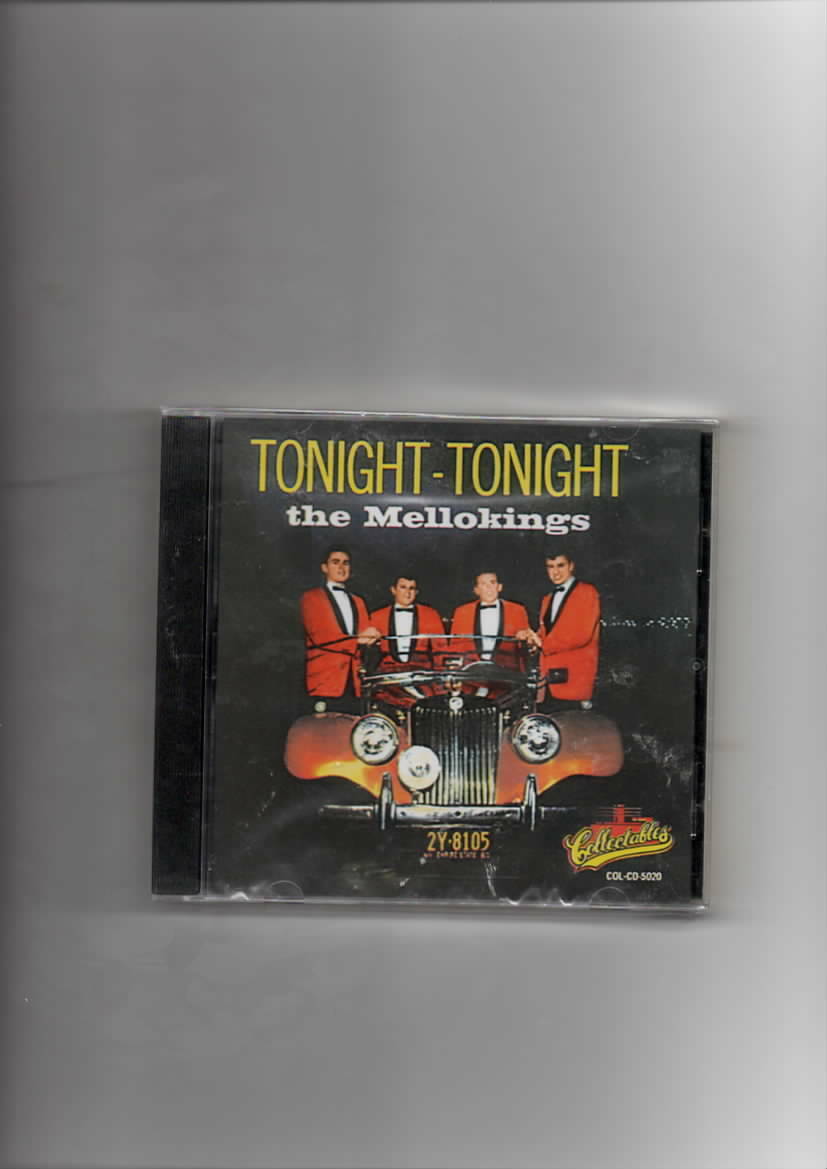 TONIGHT-TONIGHT
the Mellokings
2Y·8105
Collectables
COL-CD-5020